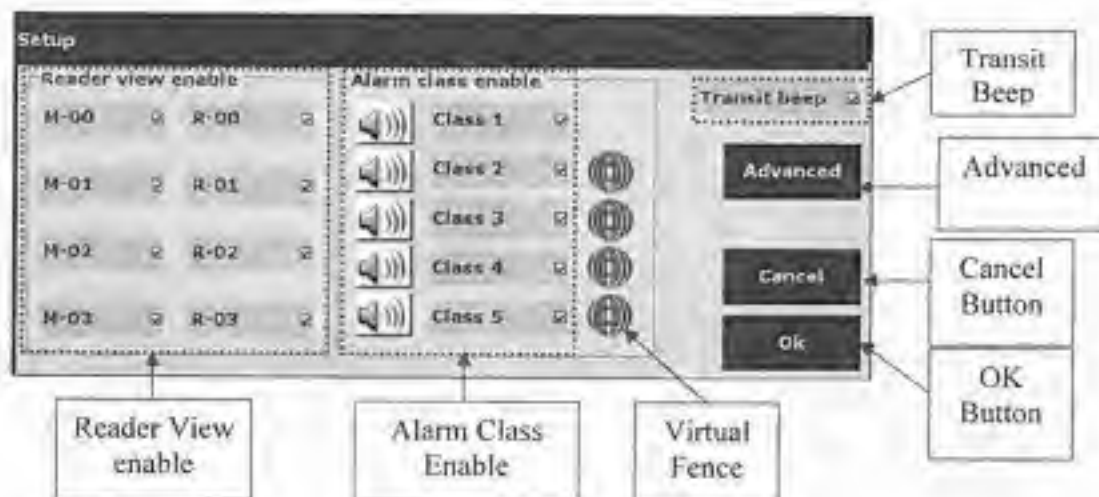 Setup
Reader view enable
M-00 R-00
M-01 R-01
M-02 R-02
M-03 R-03
Alarm class enable
Class 1
Class 2
Class 3
Class 4
Class 5
Transit beep
Advanced
Cancel
Ok
Transit
Beep
Advanced
Cancel
Button
OK
Button
Reader View
enable
Alarm Class
Enable
Virtual
Fence